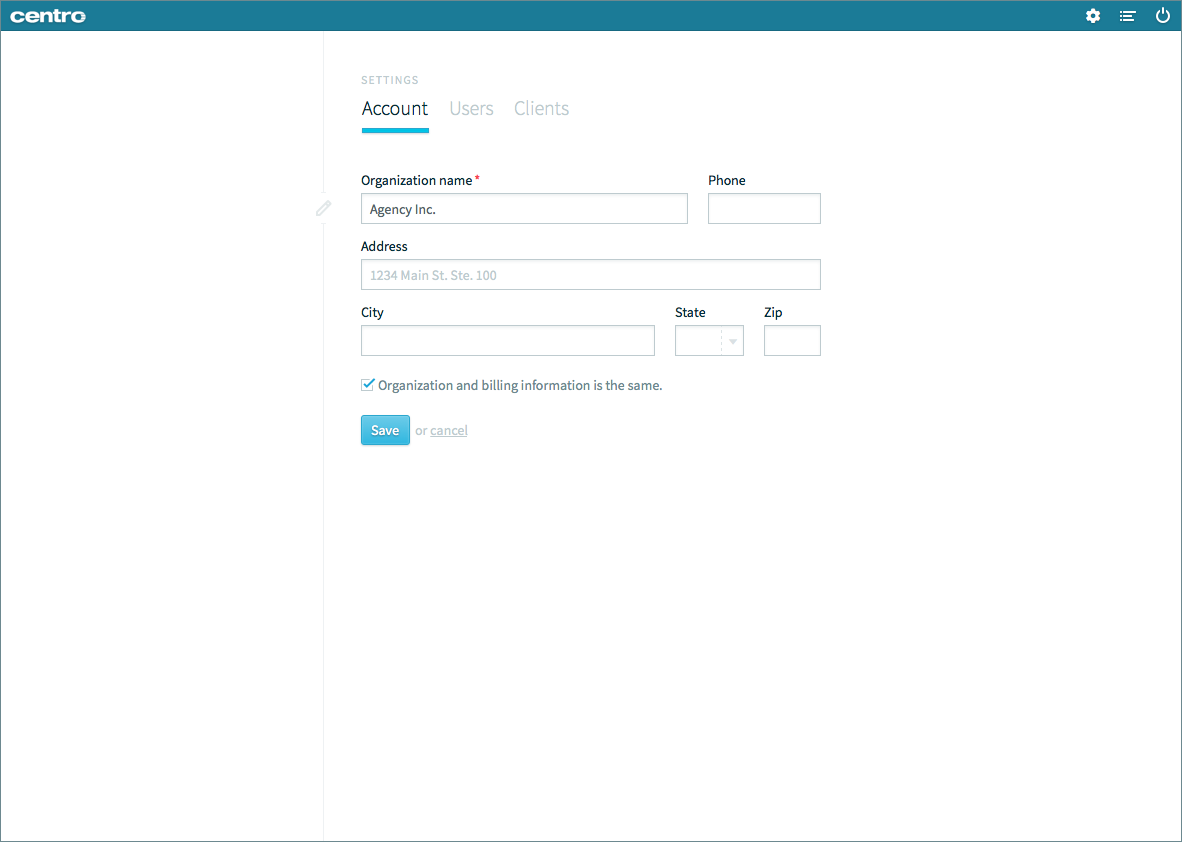 centro
SETTINGS
Account Users Clients
Organization name* Phone
Agency Inc.
Address
1234 Main St. Ste. 100
City State Zip
Organization and billing information is the same.
Save or cancel